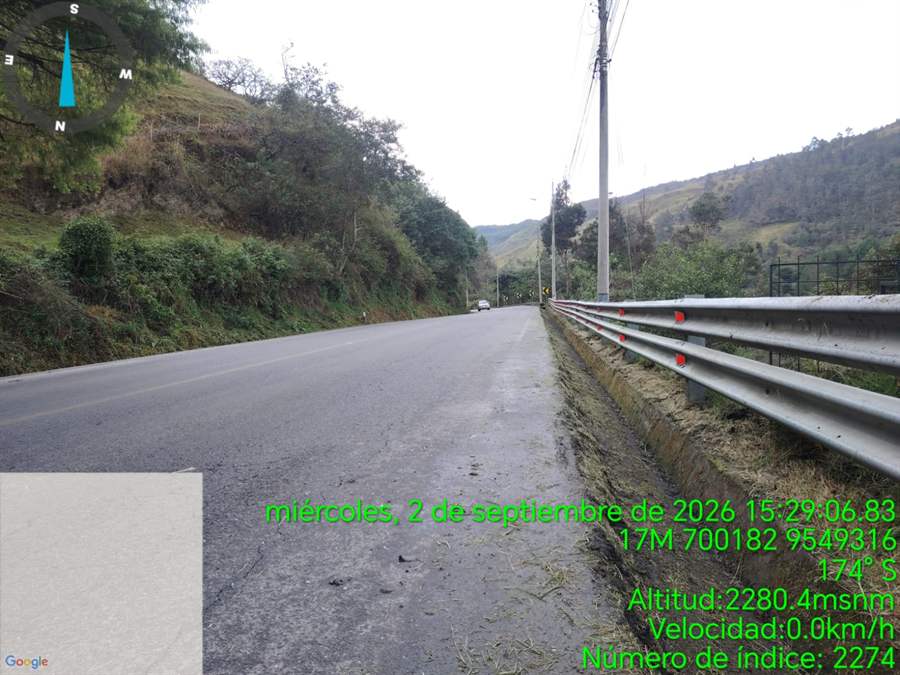 S
E
W
N
miércoles, 2 de septiembre de 2026 15:29:06.83
17M 700182 9549316
174° S
Altitud:2280.4msnm
Velocidad:0.0km/h
Número de índice: 2274
Google